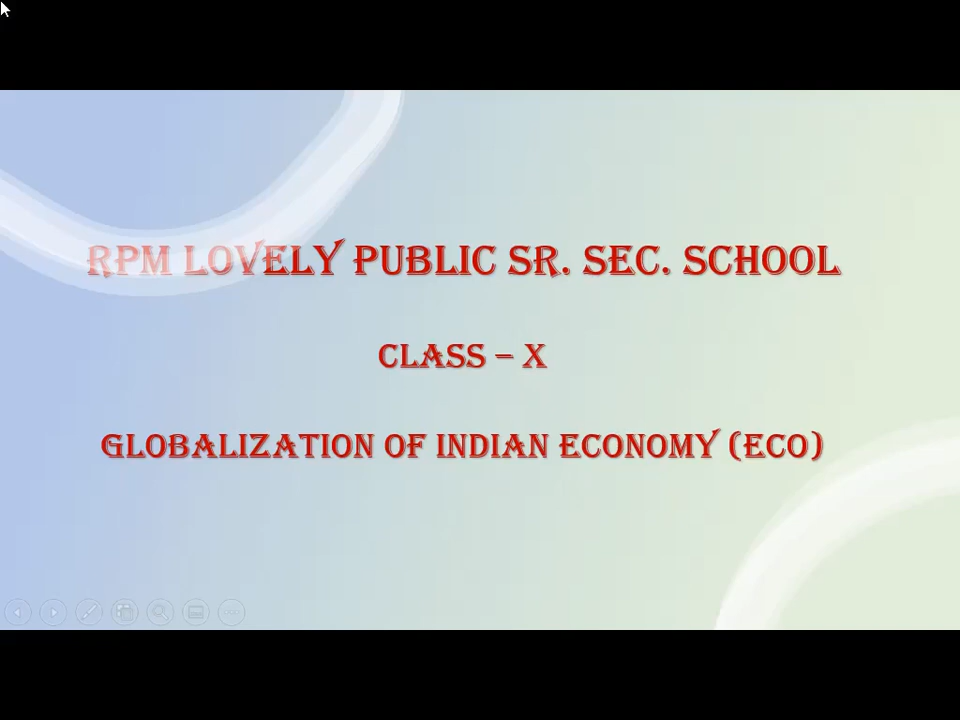 RPM LOVELY PUBLIC SR. SEC. SCHOOL
CLASS – X
GLOBALIZATION OF INDIAN ECONOMY (ECO)